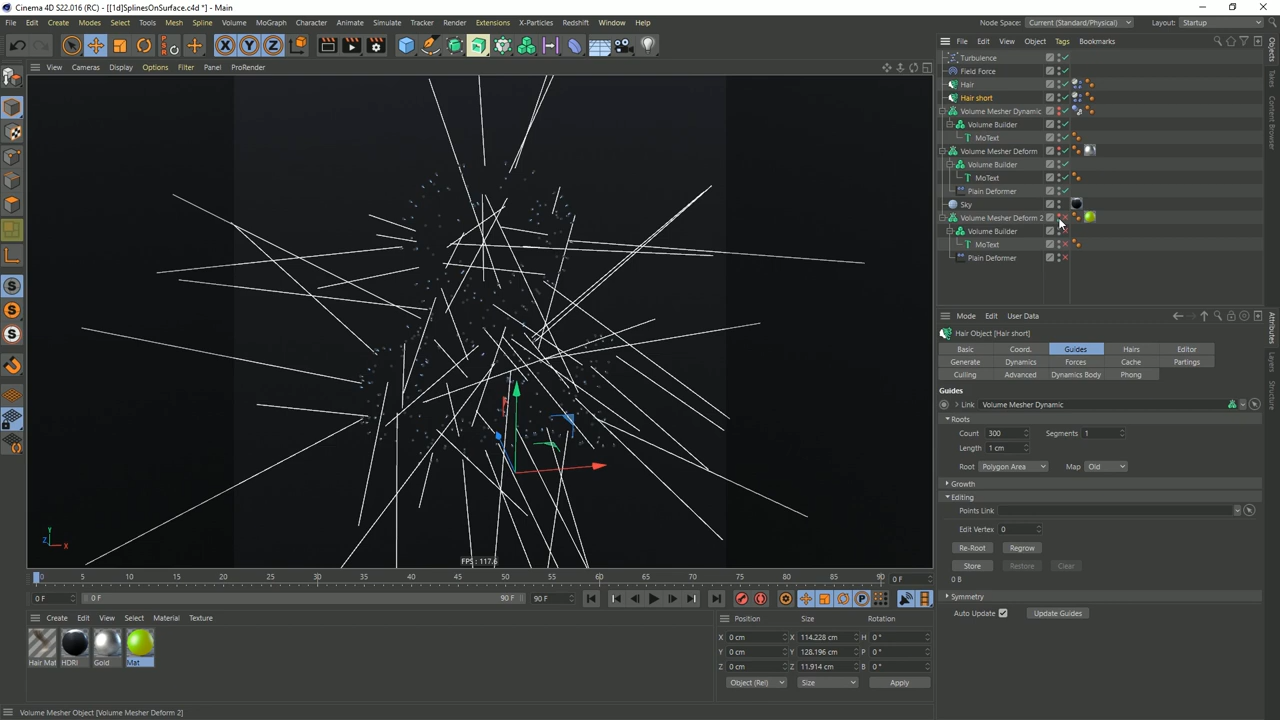 Cinema 4D S22.016 (RC) - [[1d)SplinesOnSurface.c4d *] - Main
File Edit Create Modes Select Tools Mesh Spline Volume MoGraph Character Animate Simulate Tracker Render Extensions X-Particles Redshift Window Help
Node Space: Current (Standard/Physical) Layout: Startup
View Cameras Display Options Filter Panel ProRender
File Edit View Object Tags Bookmarks
Turbulence
Field Force
Hair
Hair short
Volume Mesher Dynamic
Volume Builder
MoText
Volume Mesher Deform
Volume Builder
MoText
Plain Deformer
Sky
Volume Mesher Deform 2
Volume Builder
MoText
Plain Deformer
Objects
Takes
Content Browser
Mode Edit User Data
Hair Object [Hair short]
Basic Coord. Guides Hairs Editor
Generate Dynamics Forces Cache Partings
Culling Advanced Dynamics Body Phong
Guides
Link Volume Mesher Dynamic
Roots
Count 300 Segments 1
Length 1 cm
Root Polygon Area Map Old
Growth
Editing
Points Link
Edit Vertex 0
Re-Root Regrow
Store Restore Clear
0 B
Symmetry
Auto Update Update Guides
Attributes
Layers
Structure
Y
Z X
FPS : 117.6
0 5 10 15 20 25 30 35 40 45 50 55 60 65 70 75 80 85 90 0 F
0 F 0 F 90 F 90 F
Create Edit View Select Material Texture
Hair Mat HDRI Gold Mat
Position Size Rotation
X 0 cm X 114.228 cm H 0 °
Y 0 cm Y 128.196 cm P 0 °
Z 0 cm Z 11.914 cm B 0 °
Object (Rel) Size Apply
Volume Mesher Object [Volume Mesher Deform 2]